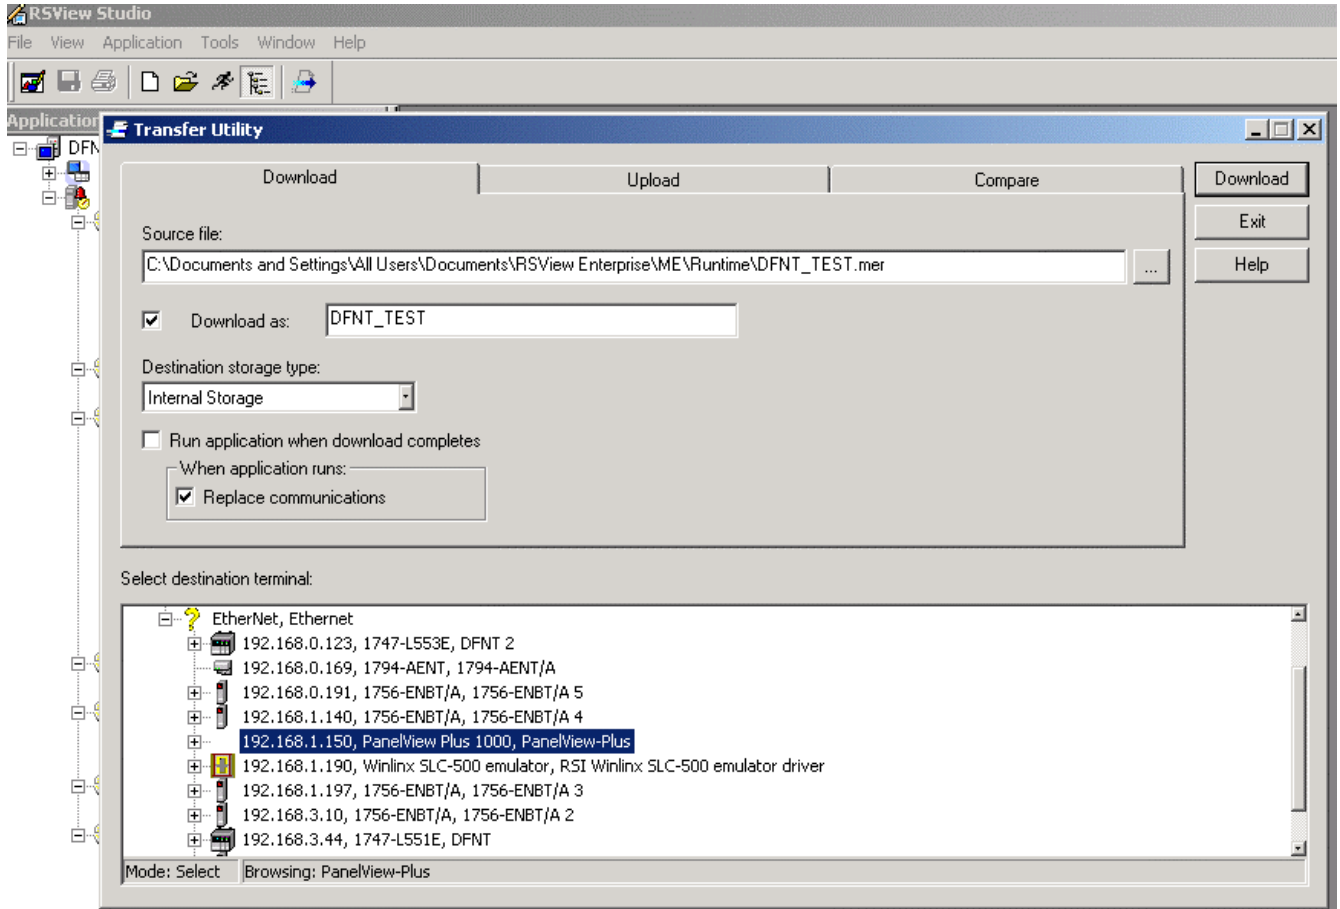 RSView Studio
File View Application Tools Window Help
Application
DFN
Transfer Utility
Download Upload Compare
Download
Exit
Help
Source file:
C:\Documents and Settings\All Users\Documents\RSView Enterprise\ME\Runtime\DFNT_TEST.mer
...
Download as: DFNT_TEST
Destination storage type:
Internal Storage
Run application when download completes
When application runs:
Replace communications
Select destination terminal:
EtherNet, Ethernet
192.168.0.123, 1747-L553E, DFNT 2
192.168.0.169, 1794-AENT, 1794-AENT/A
192.168.0.191, 1756-ENBT/A, 1756-ENBT/A 5
192.168.1.140, 1756-ENBT/A, 1756-ENBT/A 4
192.168.1.150, PanelView Plus 1000, PanelView-Plus
192.168.1.190, Winlinx SLC-500 emulator, RSI Winlinx SLC-500 emulator driver
192.168.1.197, 1756-ENBT/A, 1756-ENBT/A 3
192.168.3.10, 1756-ENBT/A, 1756-ENBT/A 2
192.168.3.44, 1747-L551E, DFNT
Mode: Select Browsing: PanelView-Plus